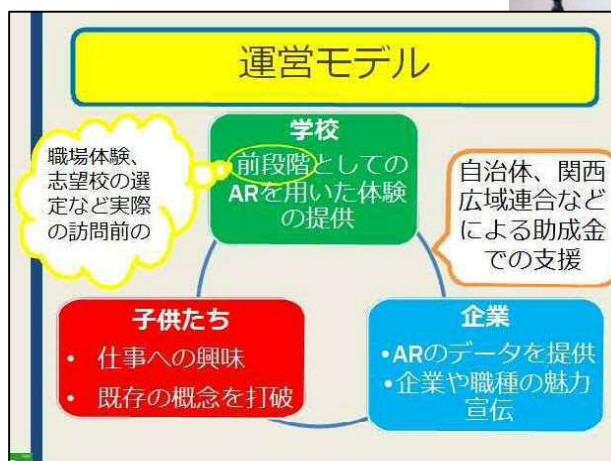 運営モデル
学校
前段階としての
ARを用いた体験
の提供
職場体験、
志望校の選
定など実際
の訪問前の
自治体、関西
広域連合など
による助成金
での支援
子供たち
• 仕事への興味
• 既存の概念を打破
企業
•ARのデータを提供
•企業や職種の魅力
宣伝